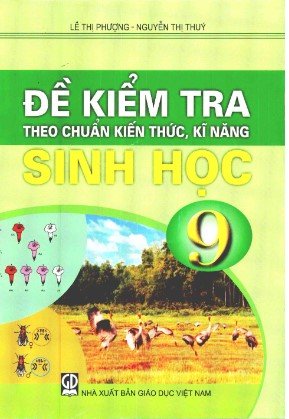 LÊ THỊ PHƯỢNG - NGUYỄN THỊ THUÝ
ĐỀ KIỂM TRA
THEO CHUẨN KIẾN THỨC, KĨ NĂNG
SINH HỌC
9
NHÀ XUẤT BẢN GIÁO DỤC VIỆT NAM